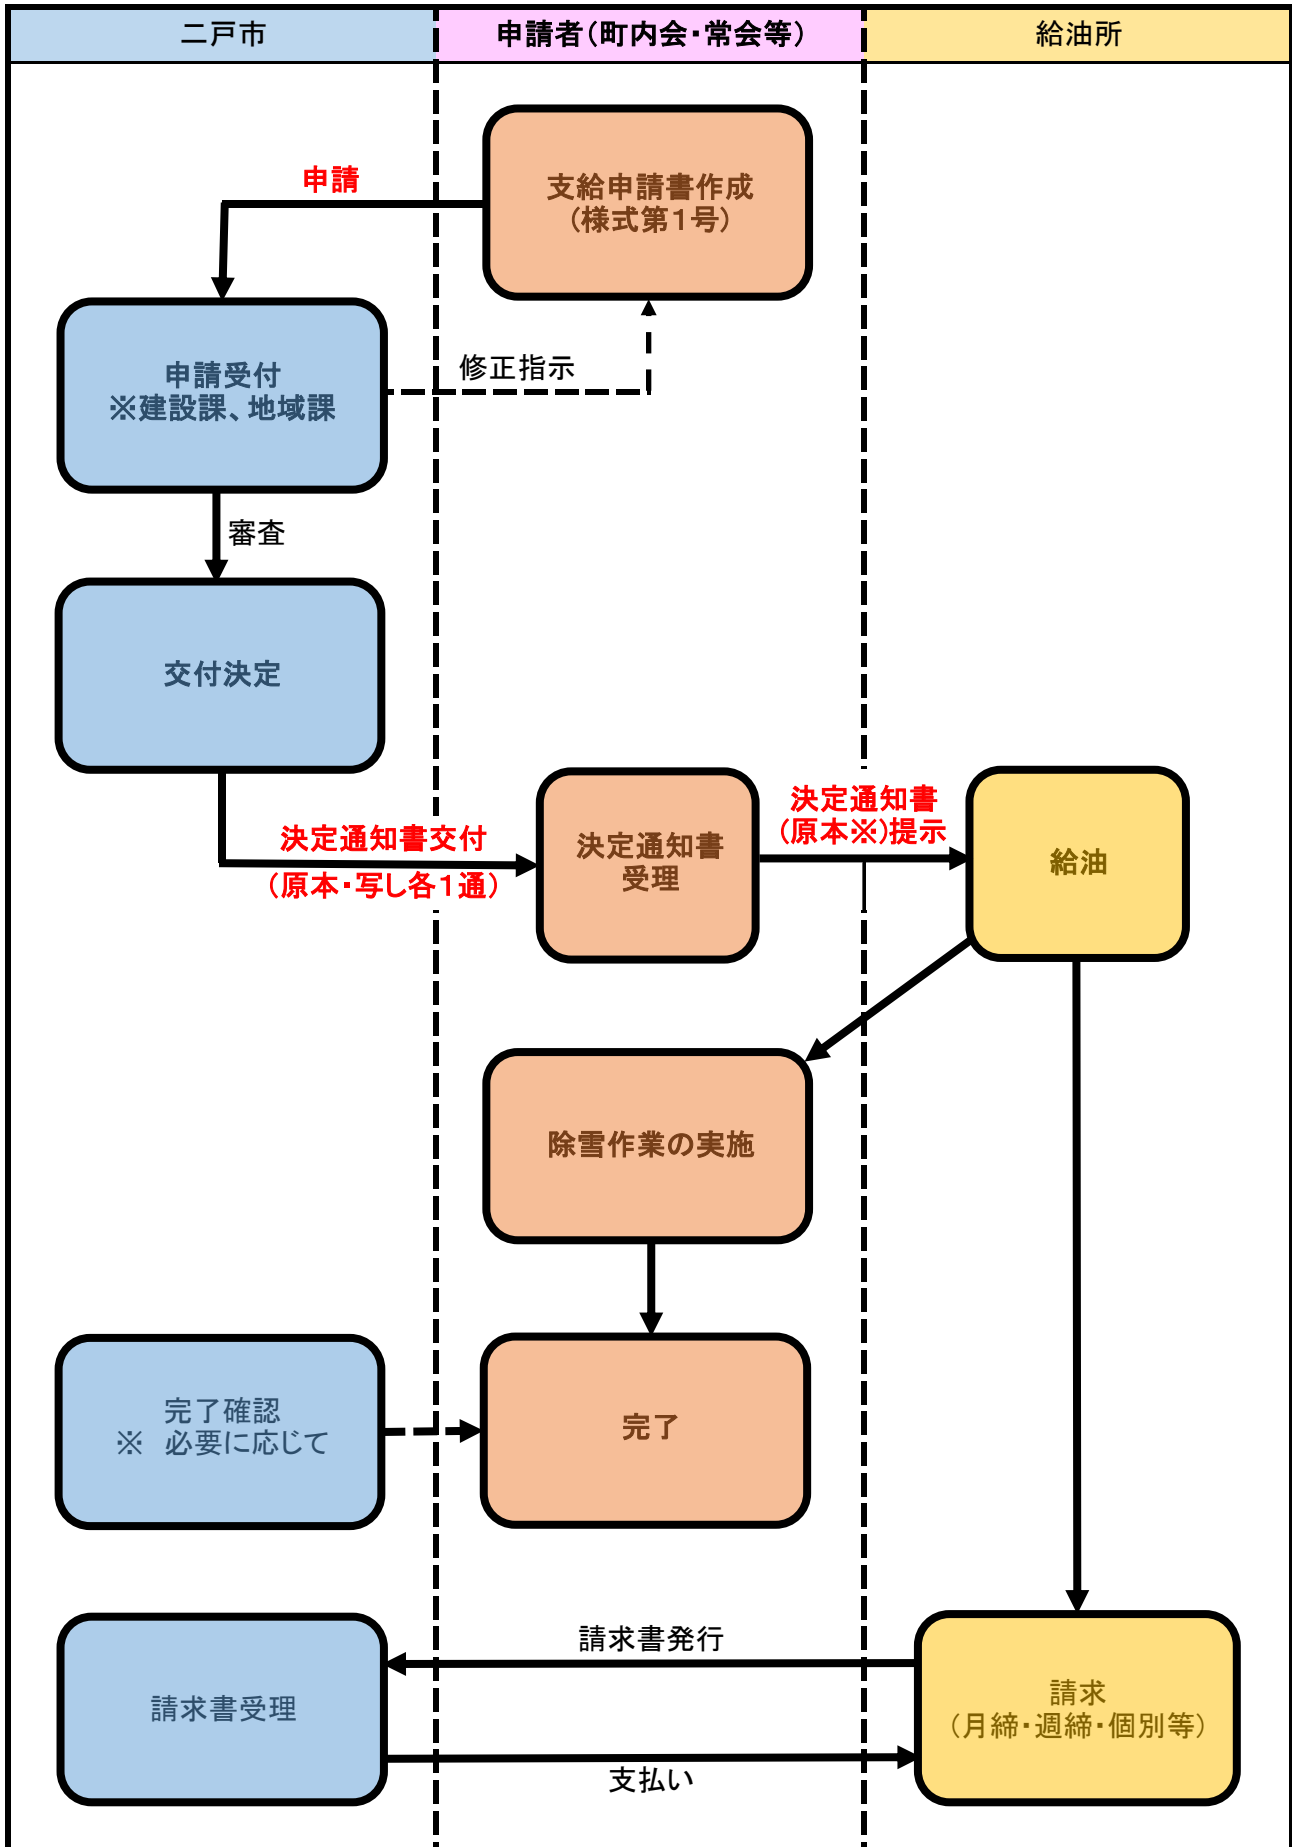 二戸市
申請者(町内会・常会等)
給油所
支給申請書作成
(様式第1号)
申請
申請受付
※建設課、地域課
修正指示
審査
交付決定
決定通知書交付
(原本・写し各1通)
決定通知書
受理
決定通知書
(原本※)提示
給油
除雪作業の実施
完了確認
※ 必要に応じて
完了
請求書発行
請求書受理
請求
(月締・週締・個別等)
支払い